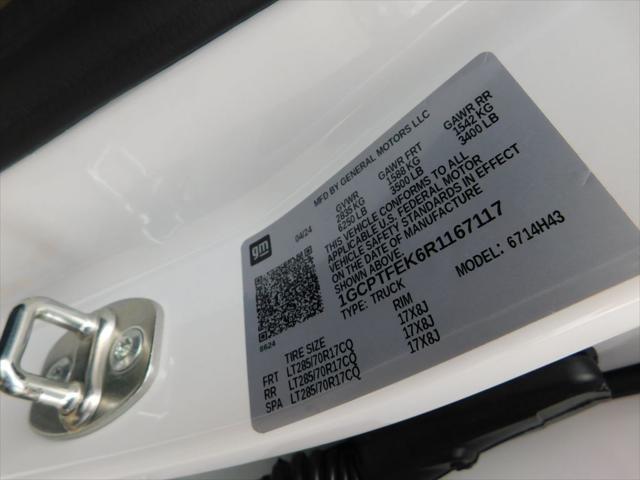 gm
04/24
MFD BY GENERAL MOTORS LLC
GVWR GAWR FRT GAWR RR
2835 KG 1588 KG 1542 KG
6250 LB 3500 LB 3400 LB
THIS VEHICLE CONFORMS TO ALL
APPLICABLE U.S. FEDERAL MOTOR
VEHICLE SAFETY STANDARDS IN EFFECT
ON THE DATE OF MANUFACTURE
SHOWN ABOVE.
1GCPTFEK6R1167117
TYPE: TRUCK MODEL: 6714H43
8624
TIRE SIZE RIM
FRT LT285/70R17CQ 17X8J
RR LT285/70R17CQ 17X8J
SPA LT285/70R17CQ 17X8J